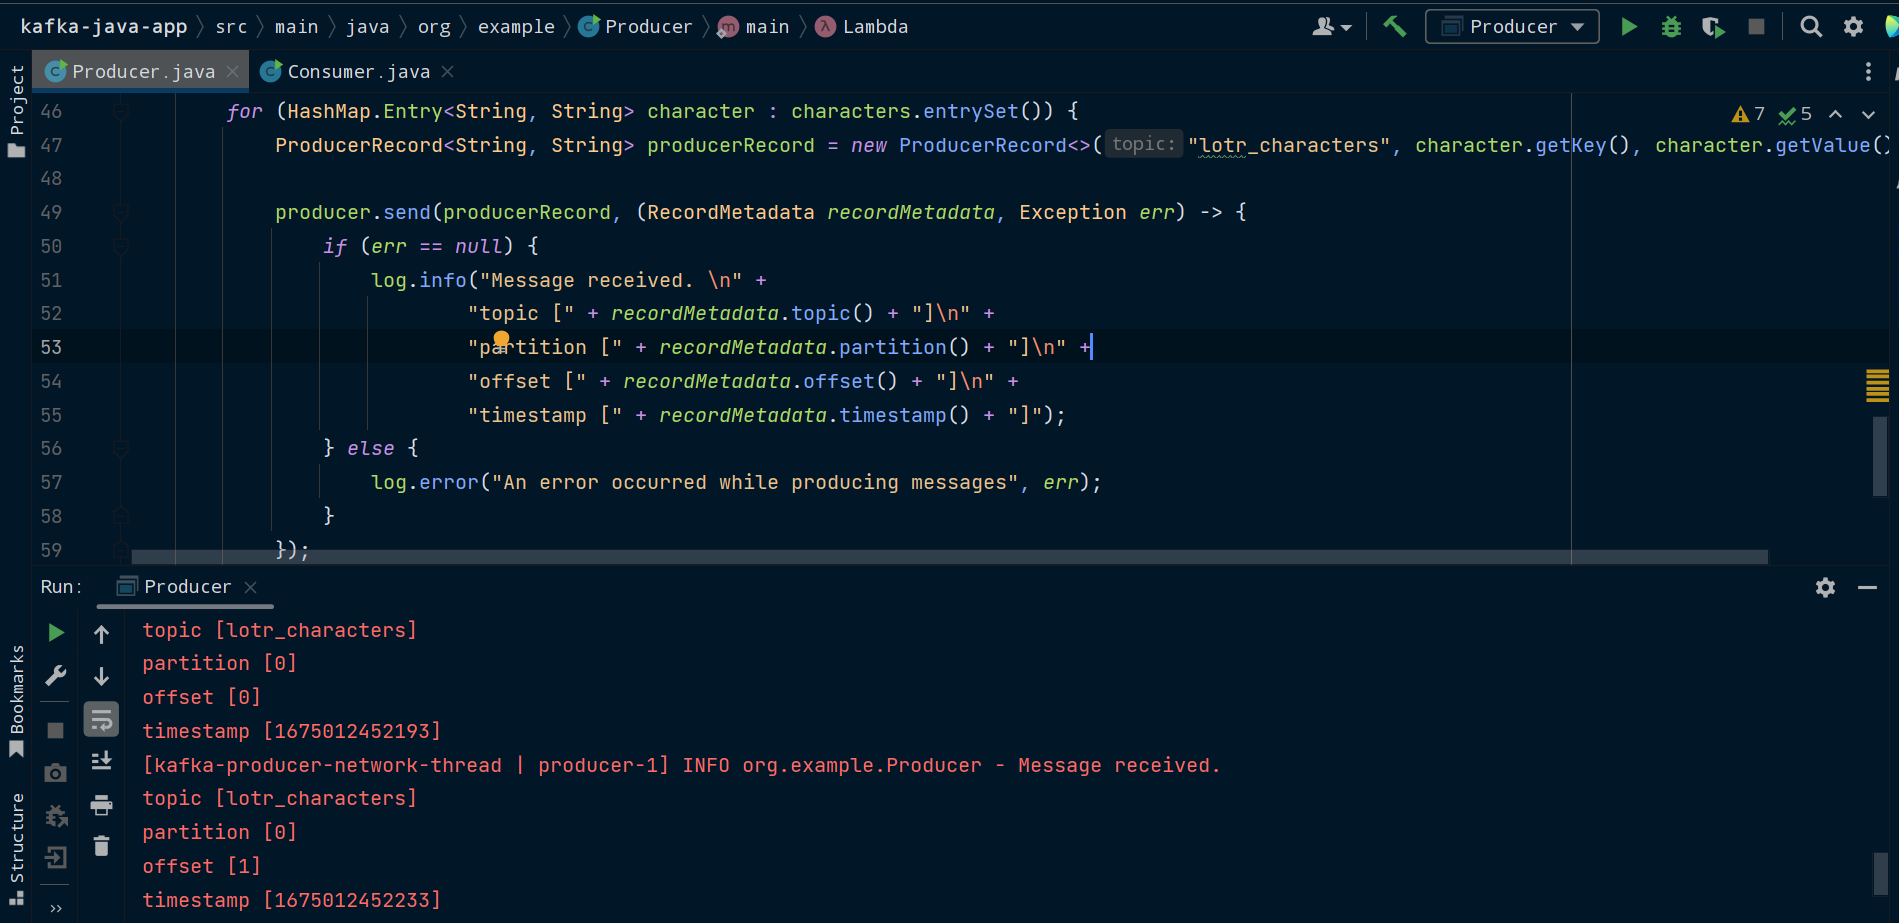 kafka-java-app 〉 src 〉 main 〉 java 〉 org 〉 example 〉 Producer 〉 main 〉 Lambda
Producer
Producer.java
Consumer.java
Project
Bookmarks
Structure
7 5
46 for (HashMap.Entry<String, String> character : characters.entrySet()) {
47 ProducerRecord<String, String> producerRecord = new ProducerRecord<>( topic: "lotr_characters", character.getKey(), character.getValue()
48
49 producer.send(producerRecord, (RecordMetadata recordMetadata, Exception err) -> {
50 if (err == null) {
51 log.info("Message received. \n" +
52 "topic [" + recordMetadata.topic() + "]\n" +
53 "partition [" + recordMetadata.partition() + "]\n" +
54 "offset [" + recordMetadata.offset() + "]\n" +
55 "timestamp [" + recordMetadata.timestamp() + "]");
56 } else {
57 log.error("An error occurred while producing messages", err);
58 }
59 });
Run: Producer
topic [lotr_characters]
partition [0]
offset [0]
timestamp [1675012452193]
[kafka-producer-network-thread | producer-1] INFO org.example.Producer - Message received.
topic [lotr_characters]
partition [0]
offset [1]
timestamp [1675012452233]